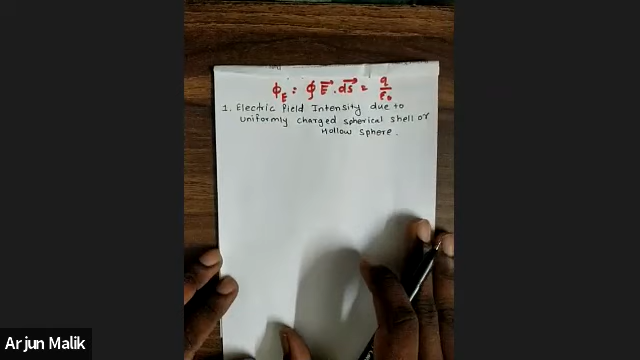 ϕE = ∮ E⃗ . ds⃗ = q/ε₀
1. Electric Field Intensity due to
uniformly charged spherical shell or
Hollow sphere.
Arjun Malik